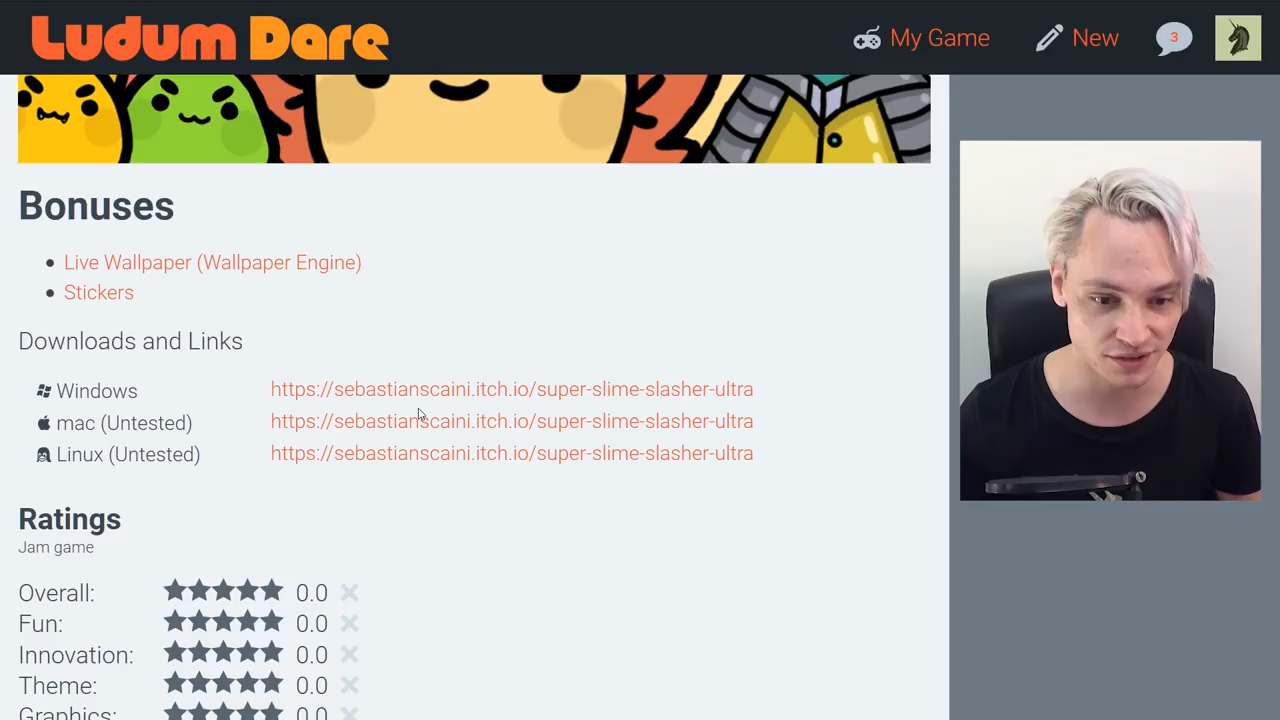 Ludum Dare
My Game
New
3
Bonuses
Live Wallpaper (Wallpaper Engine)
Stickers
Downloads and Links
Windows https://sebastianscaini.itch.io/super-slime-slasher-ultra
mac (Untested) https://sebastianscaini.itch.io/super-slime-slasher-ultra
Linux (Untested) https://sebastianscaini.itch.io/super-slime-slasher-ultra
Ratings
Jam game
Overall: 0.0
Fun: 0.0
Innovation: 0.0
Theme: 0.0
Graphics: 0.0